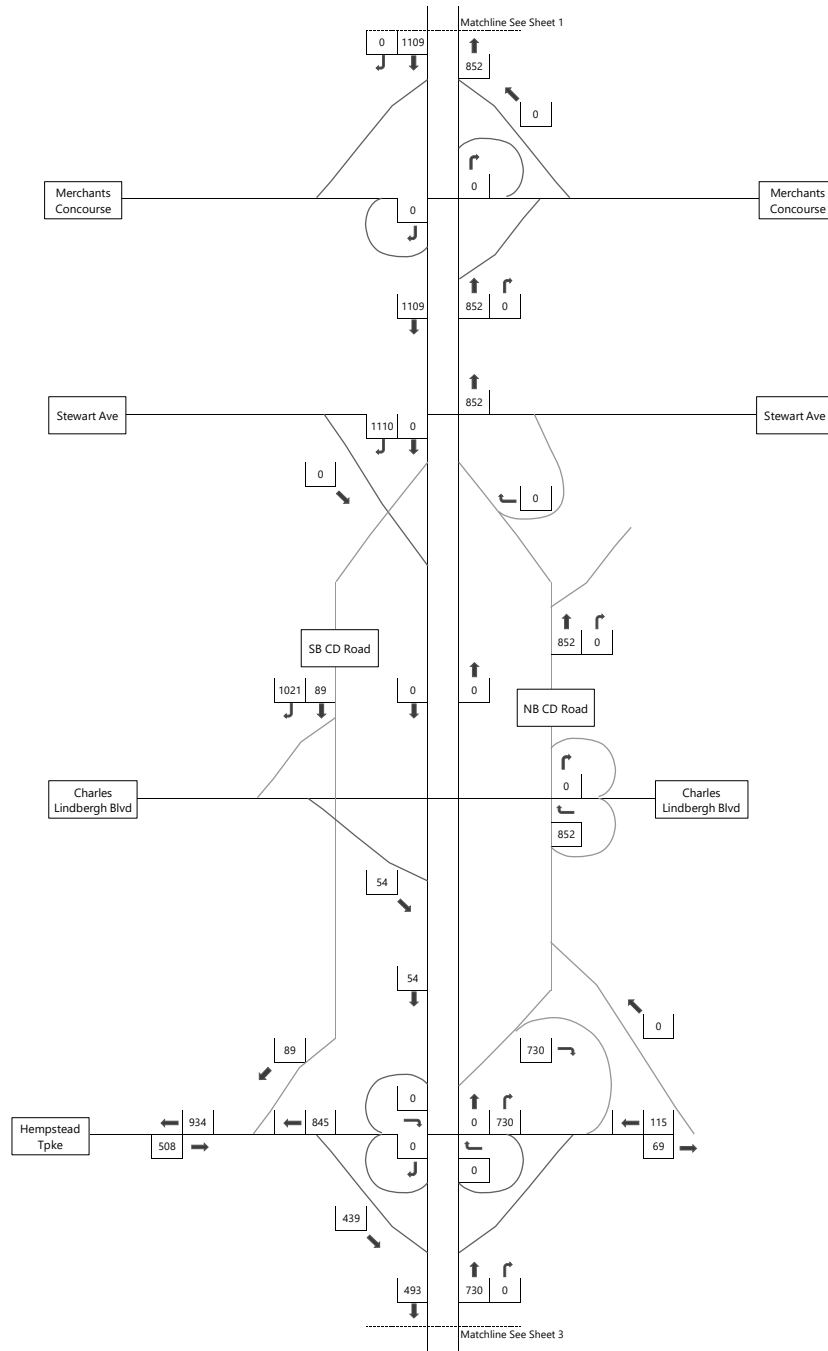 Matchline See Sheet 1
0 1109
852
0
0
Merchants
Concourse
Merchants
Concourse
0
1109
852 0
852
Stewart Ave
Stewart Ave
1110 0
0
0
852 0
SB CD Road
1021 89
0
0
NB CD Road
0
Charles
Lindbergh Blvd
Charles
Lindbergh Blvd
852
54
54
0
89
730
0
934
845
0 730
115
Hempstead
Tpke
508
0
69
0
439
493
730 0
Matchline See Sheet 3